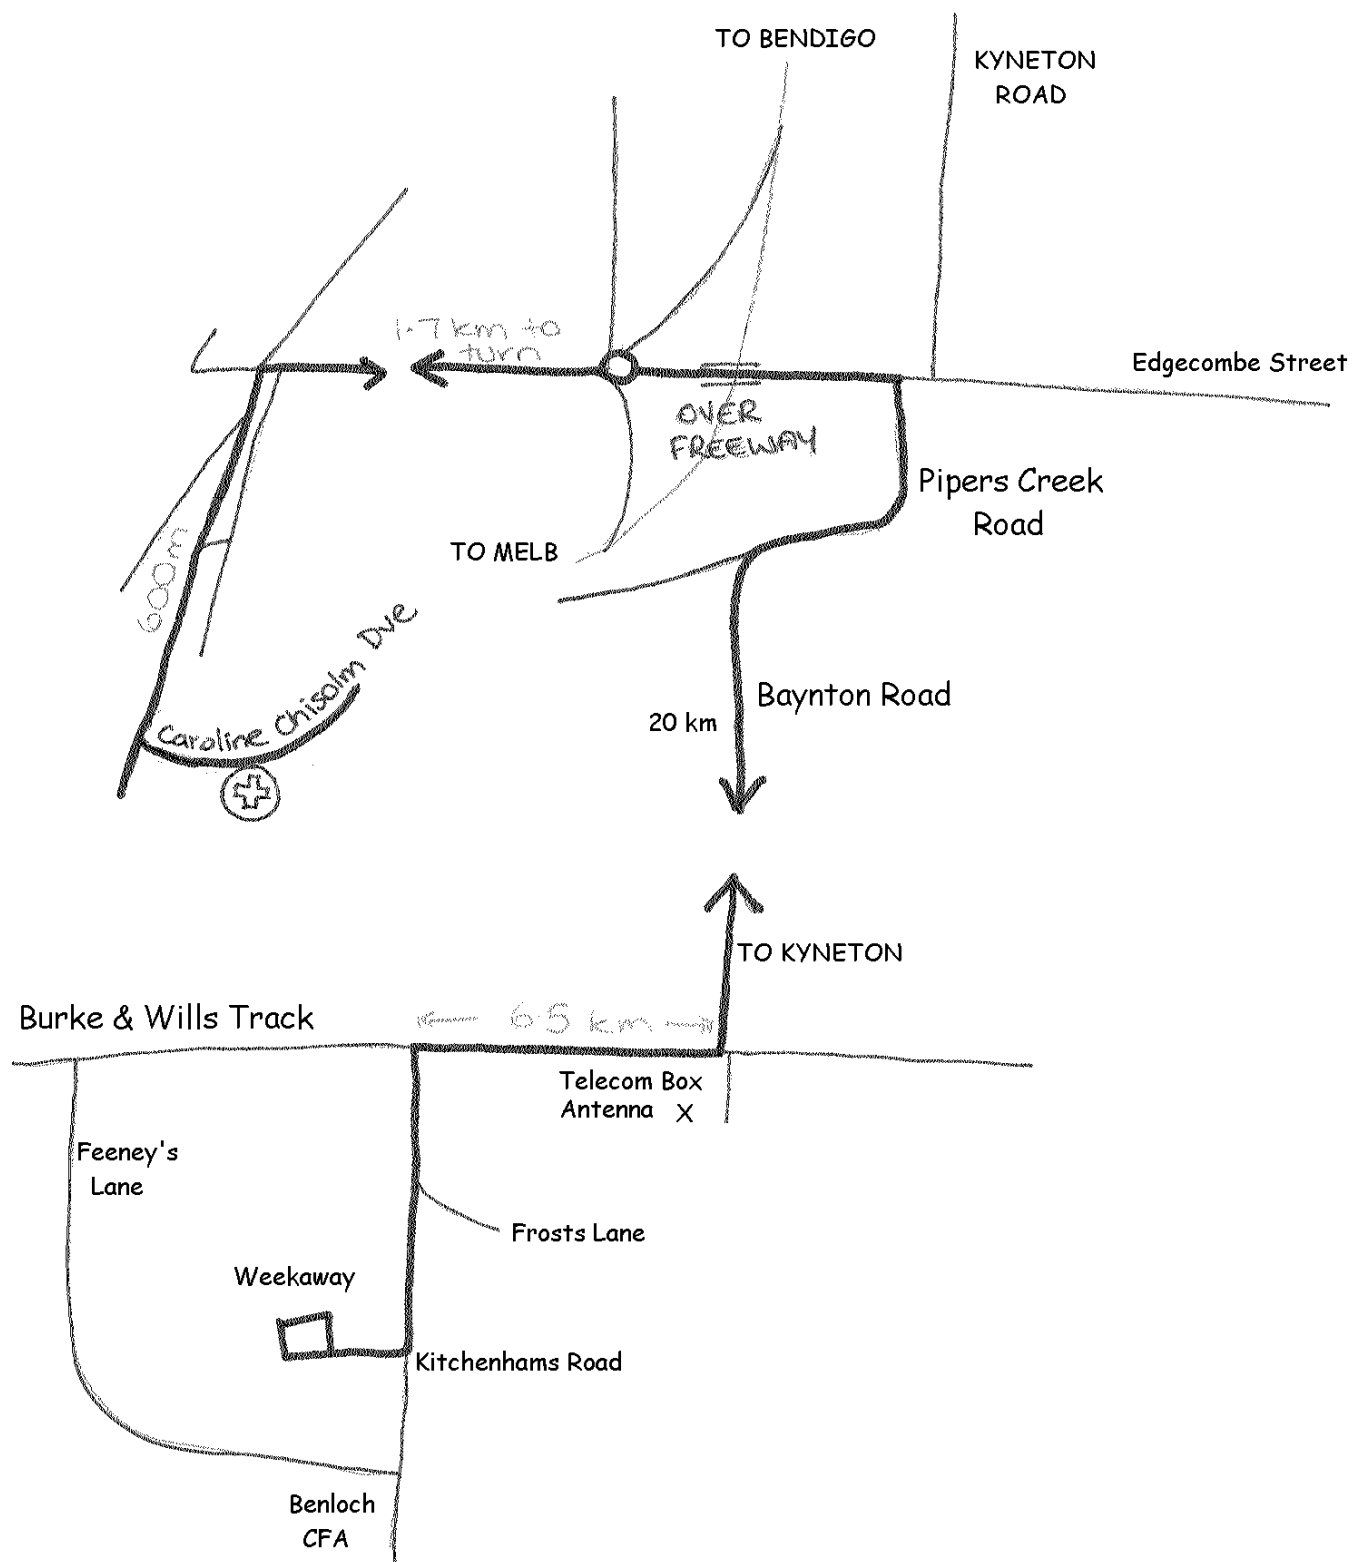 TO BENDIGO
KYNETON
ROAD
1.7 km to
turn
Edgecombe Street
OVER
FREEWAY
Pipers Creek
Road
TO MELB
600m
Caroline Chisolm Dve
Baynton Road
20 km
TO KYNETON
Burke & Wills Track
6.5 km
Telecom Box
Antenna X
Feeney's
Lane
Frosts Lane
Weekaway
Kitchenhams Road
Benloch
CFA